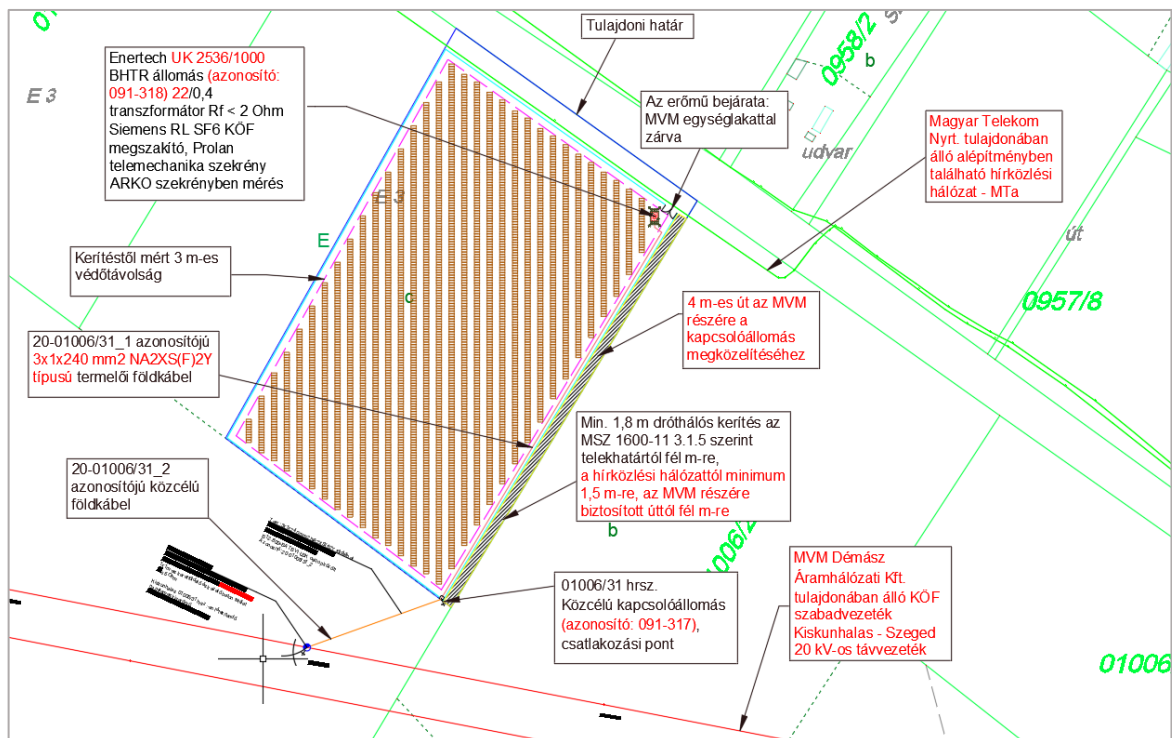 Tulajdoni határ
Enertech UK 2536/1000
BHTR állomás (azonosító:
091-318) 22/0,4
transzformátor Rf < 2 Ohm
Siemens RL SF6 KÖF
megszakító, Prolan
telemechanika szekrény
ARKO szekrényben mérés
E 3
0958/2
b
Az erőmű bejárata:
MVM egységlakattal
zárva
udvar
Magyar Telekom
Nyrt. tulajdonában
álló alépítményben
található hírközlési
hálózat - MTa
E 3
E
út
Kerítéstől mért 3 m-es
védőtávolság
c
0957/8
4 m-es út az MVM
részére a
kapcsolóállomás
megközelítéséhez
20-01006/31_1 azonosítójú
3x1x240 mm2 NA2XS(F)2Y
típusú termelői földkábel
Min. 1,8 m dróthálós kerítés az
MSZ 1600-11 3.1.5 szerint
telekhatártól fél m-re,
a hírközlési hálózattól minimum
1,5 m-re, az MVM részére
biztosított úttól fél m-re
20-01006/31_2
azonosítójú közcélú
földkábel
b
01006/31 hrsz.
Közcélú kapcsolóállomás
(azonosító: 091-317),
csatlakozási pont
MVM Démász
Áramhálózati Kft.
tulajdonában álló KÖF
szabadvezeték
Kiskunhalas - Szeged
20 kV-os távvezeték
01006